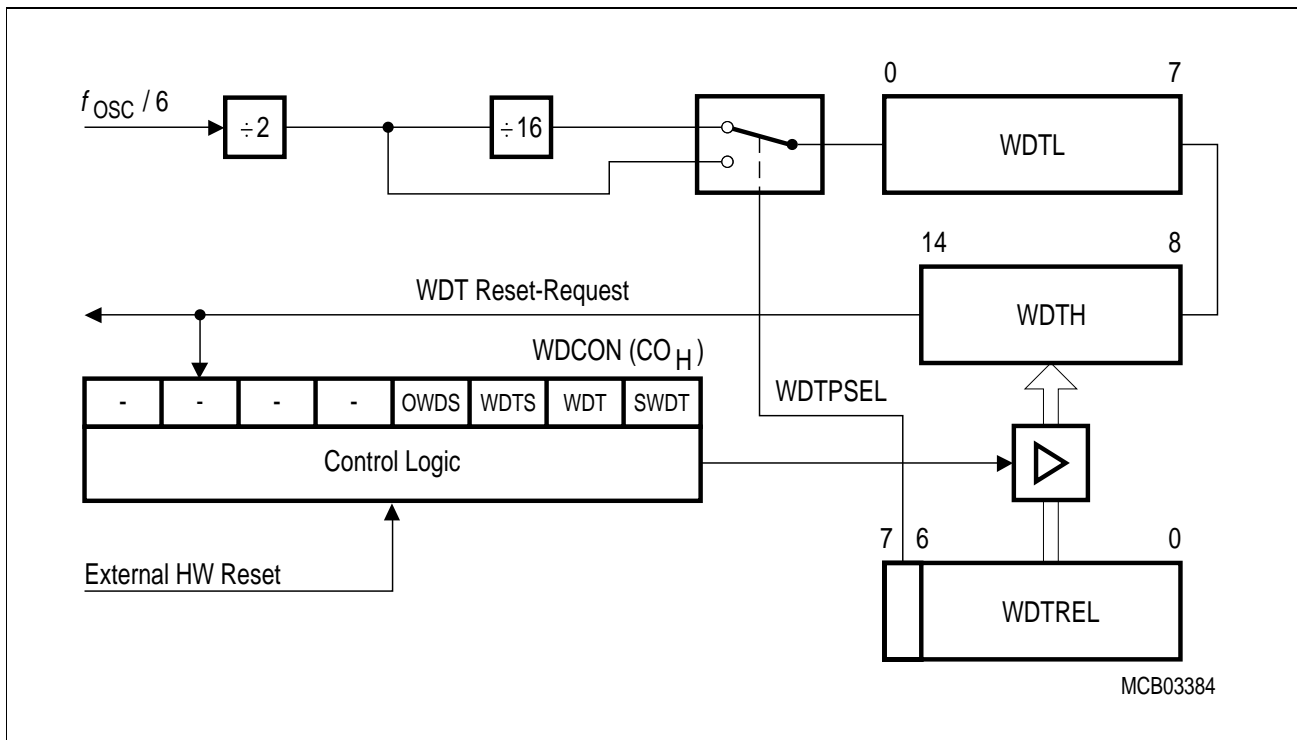 0 7
f OSC / 6
÷2
÷16
WDTL
14 8
WDT Reset-Request
WDTH
WDCON (CO H)
WDTPSEL
- - - - OWDS WDTS WDT SWDT
Control Logic
7 6 0
External HW Reset
WDTREL
MCB03384